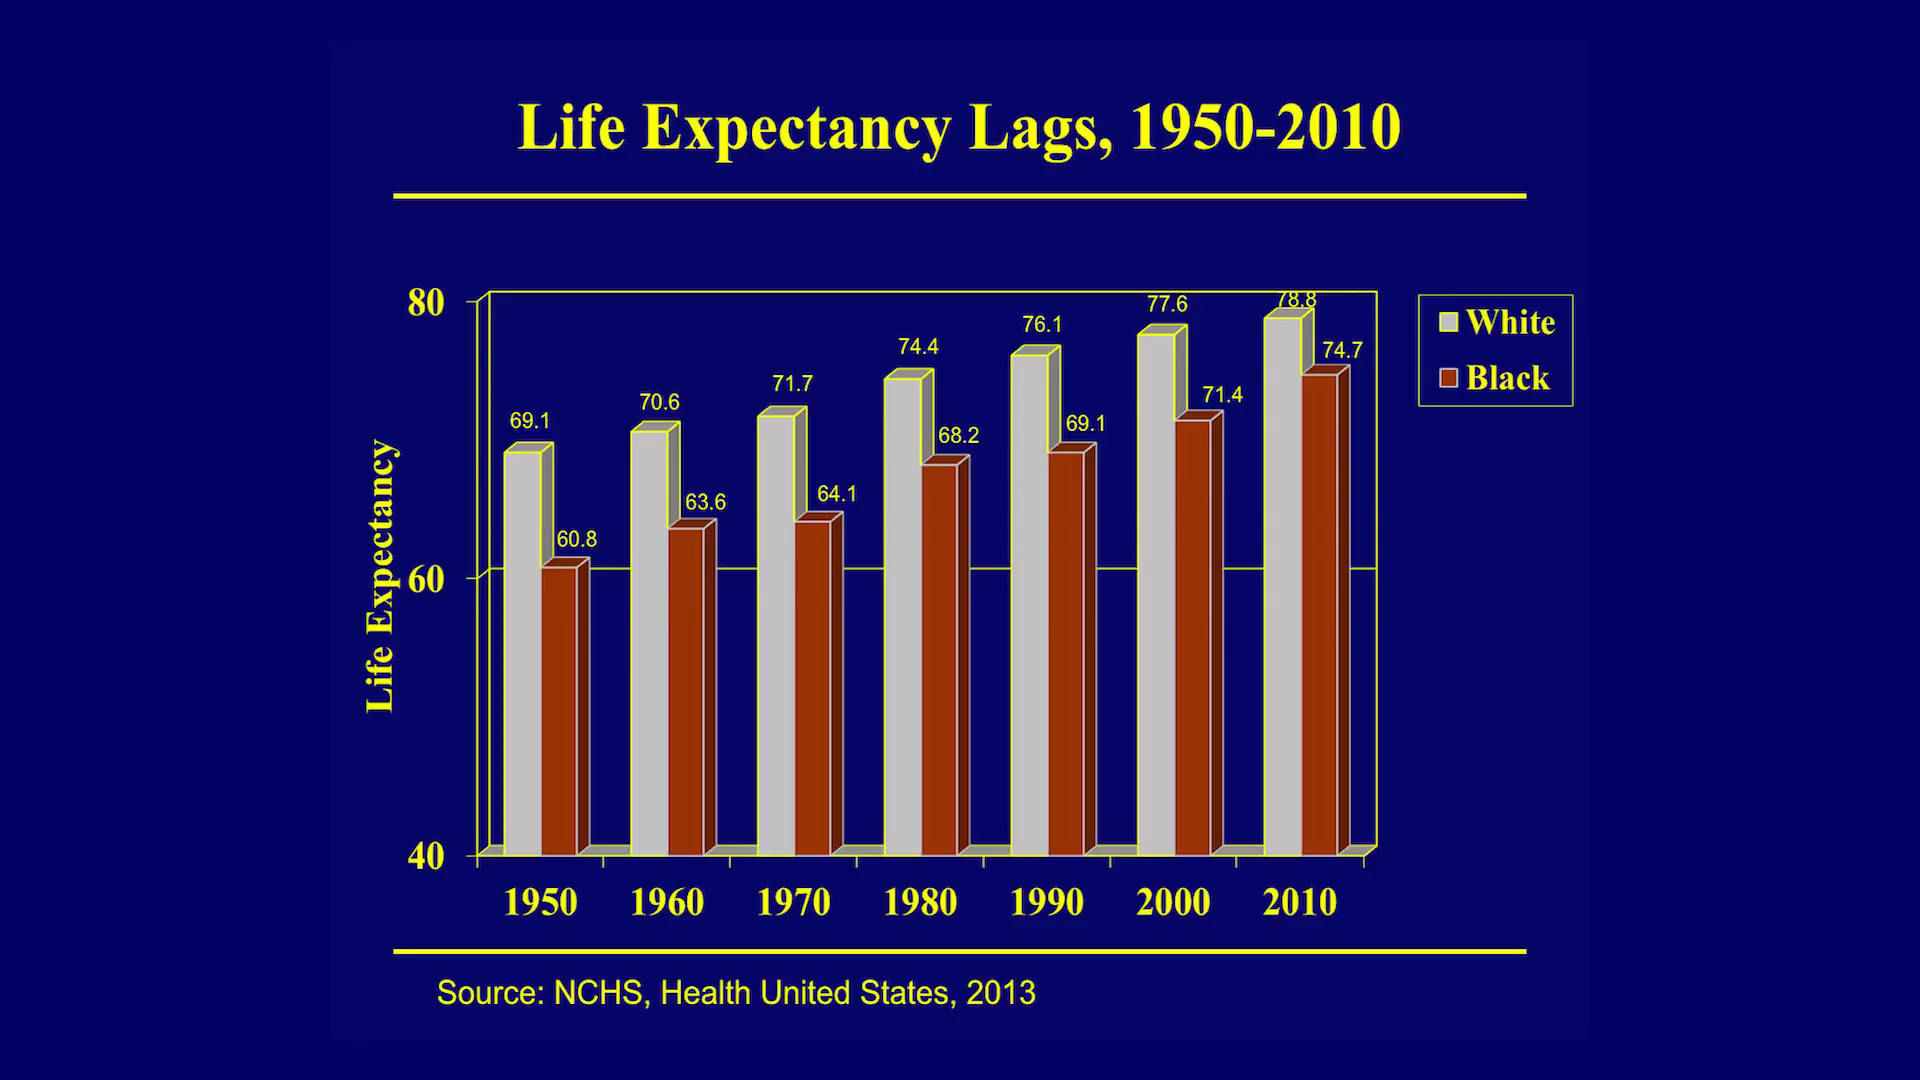 Life Expectancy Lags, 1950-2010
Life Expectancy
80
60
40
69.1
60.8
70.6
63.6
71.7
64.1
74.4
68.2
76.1
69.1
77.6
71.4
78.8
74.7
White
Black
1950 1960 1970 1980 1990 2000 2010
Source: NCHS, Health United States, 2013